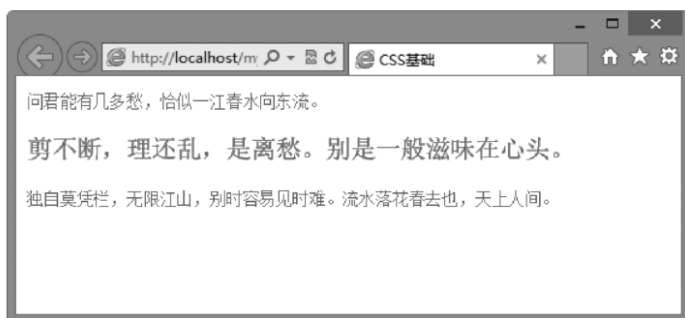 http://localhost/m
CSS基础
问君能有几多愁，恰似一江春水向东流。
剪不断，理还乱，是离愁。别是一般滋味在心头。
独自莫凭栏，无限江山，别时容易见时难。流水落花春去也，天上人间。